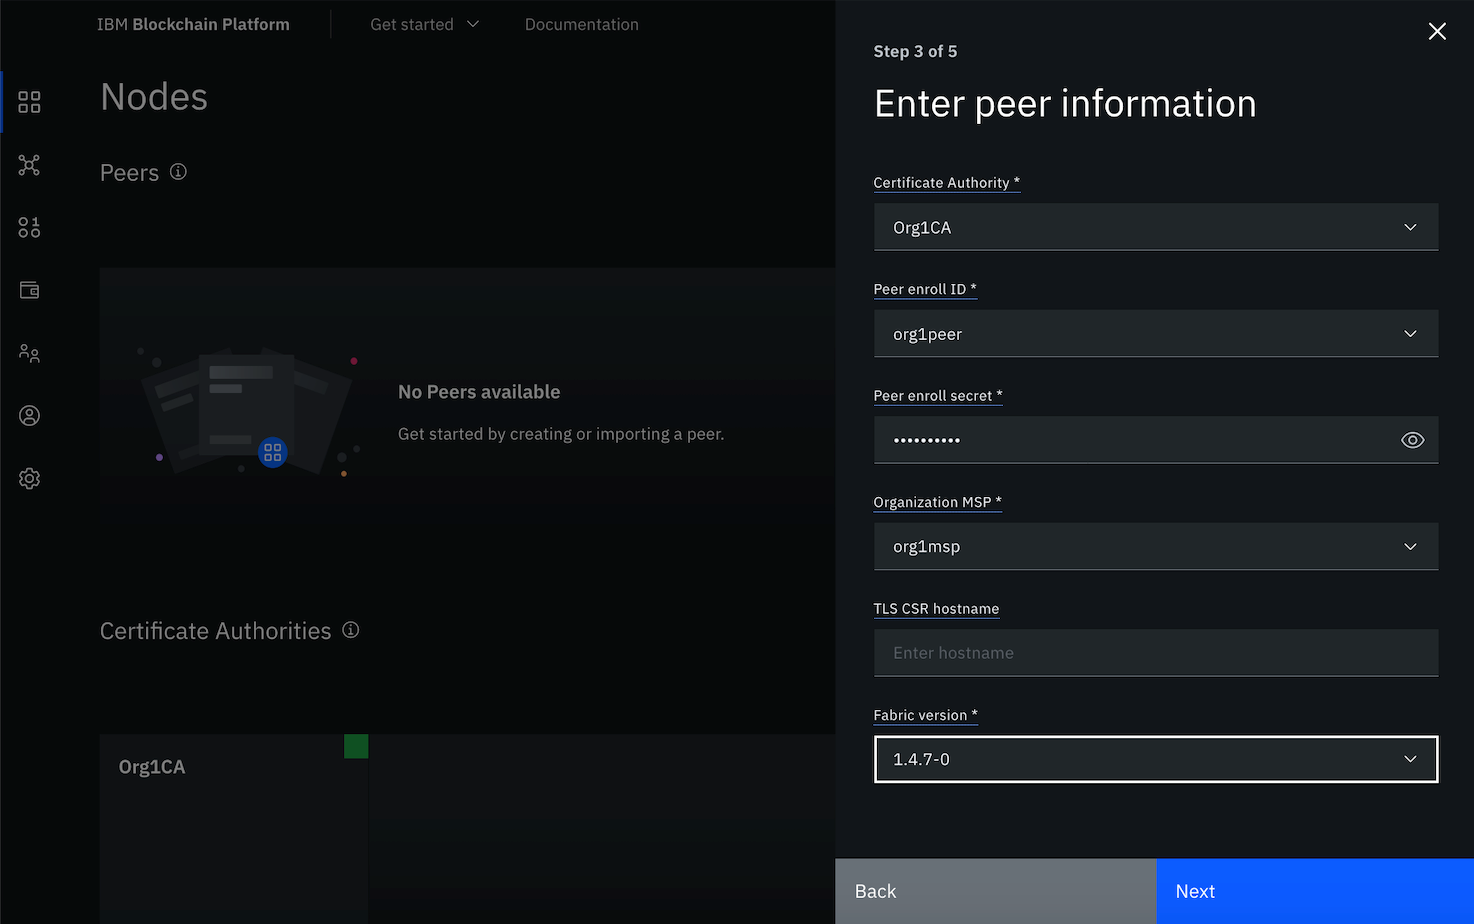 IBM Blockchain Platform
Get started
Documentation
Nodes
Peers
No Peers available
Get started by creating or importing a peer.
Certificate Authorities
Org1CA
Step 3 of 5
Enter peer information
Certificate Authority *
Org1CA
Peer enroll ID *
org1peer
Peer enroll secret *
••••••••••
Organization MSP *
org1msp
TLS CSR hostname
Enter hostname
Fabric version *
1.4.7-0
Back
Next